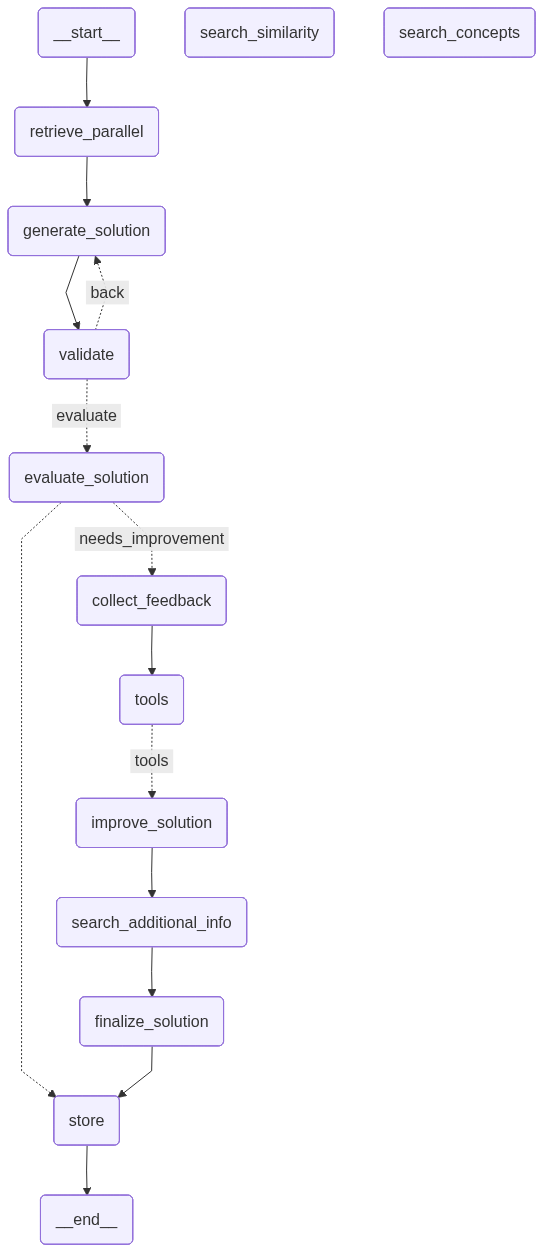 __start__
search_similarity
search_concepts
retrieve_parallel
generate_solution
back
validate
evaluate
evaluate_solution
needs_improvement
collect_feedback
tools
tools
improve_solution
search_additional_info
finalize_solution
store
__end__